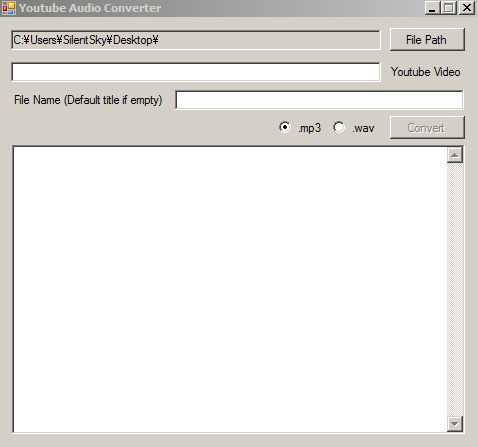 Youtube Audio Converter
C:¥Users¥SilentSky¥Desktop¥ File Path
Youtube Video
File Name (Default title if empty)
.mp3 .wav Convert